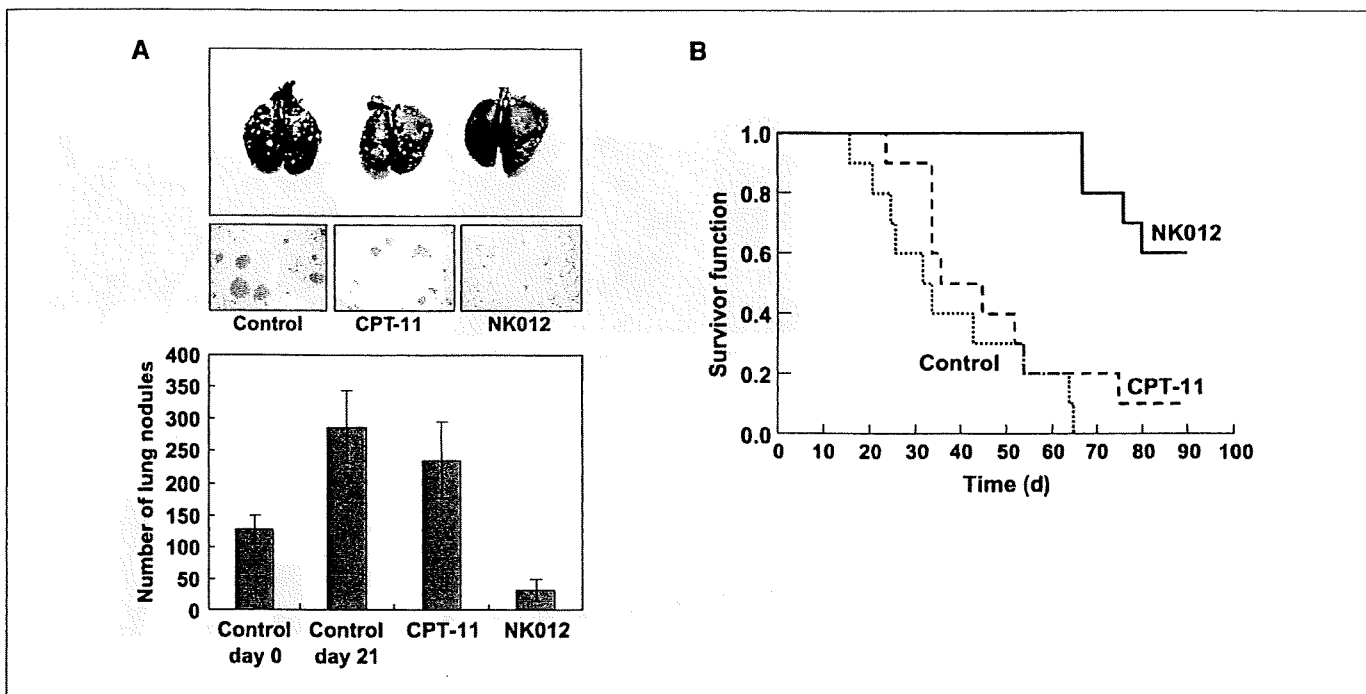 A
Control CPT-11 NK012
Number of lung nodules
400
350
300
250
200
150
100
50
0
Control day 0
Control day 21
CPT-11
NK012
B
Survivor function
1.0
0.8
0.6
0.4
0.2
0.0
NK012
Control
CPT-11
0 10 20 30 40 50 60 70 80 90 100
Time (d)